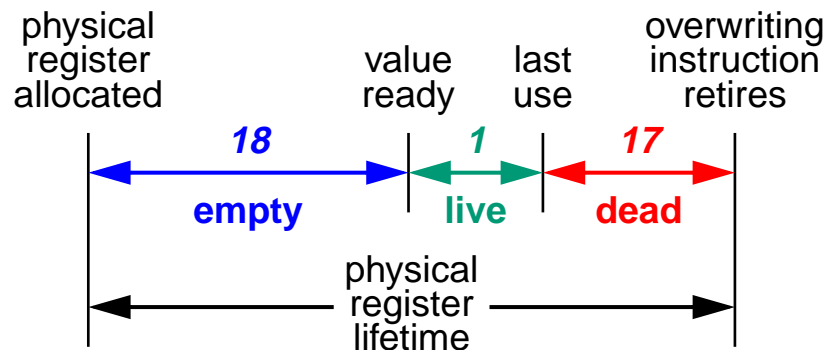 physical
register
allocated
value
ready
last
use
overwriting
instruction
retires
18
1
17
empty
live
dead
physical
register
lifetime